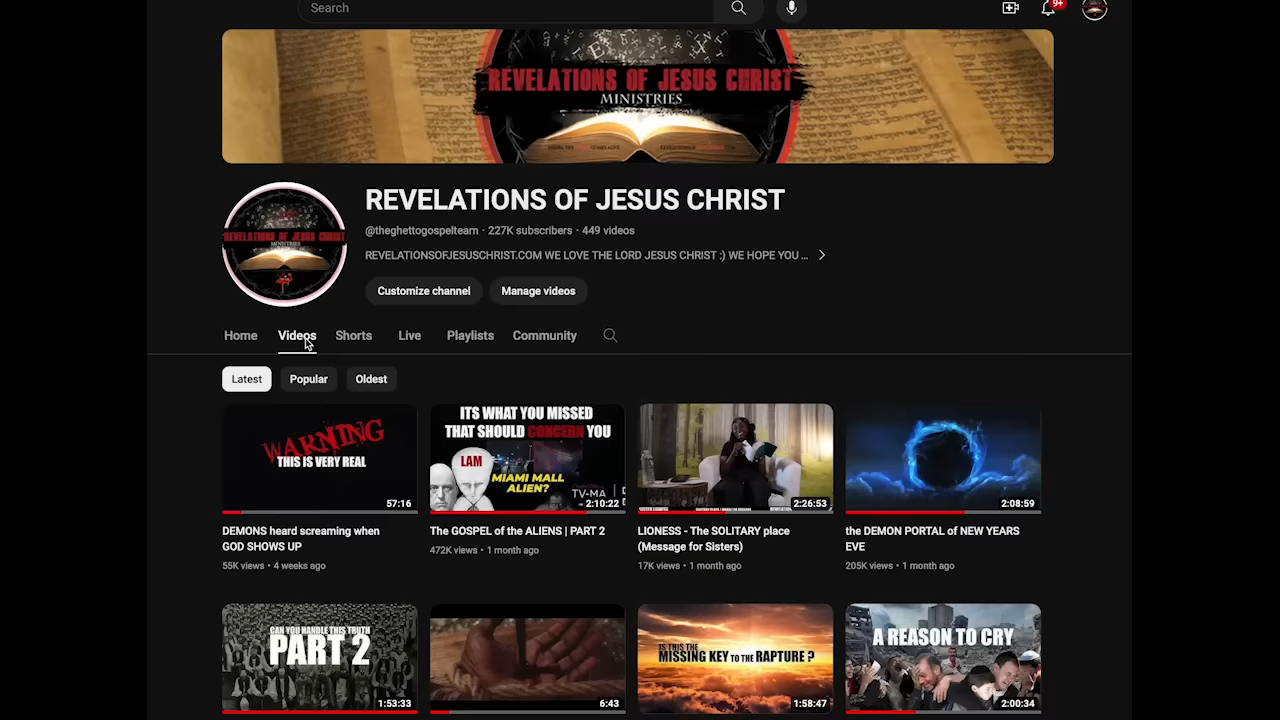 Search
9+
REVELATIONS OF JESUS CHRIST
MINISTRIES
REVELATIONS OF JESUS CHRIST
MINISTRIES
REVELATIONS OF JESUS CHRIST
@theghettogospelteam · 227K subscribers · 449 videos
REVELATIONSOFJESUSCHRIST.COM WE LOVE THE LORD JESUS CHRIST :) WE HOPE YOU ...
Customize channel
Manage videos
Home
Videos
Shorts
Live
Playlists
Community
Latest
Popular
Oldest
WARNING
THIS IS VERY REAL
57:16
ITS WHAT YOU MISSED
THAT SHOULD CONCERN YOU
LAM
MIAMI MALL
ALIEN?
TV-MA
2:10:22
2:26:53
2:08:59
DEMONS heard screaming when
GOD SHOWS UP
55K views · 4 weeks ago
The GOSPEL of the ALIENS | PART 2
472K views · 1 month ago
LIONESS - The SOLITARY place
(Message for Sisters)
17K views · 1 month ago
the DEMON PORTAL of NEW YEARS
EVE
205K views · 1 month ago
CAN YOU HANDLE THIS TRUTH
PART 2
1:53:33
6:43
IS THIS THE
MISSING KEY TO THE RAPTURE ?
1:58:47
A REASON TO CRY
2:00:34